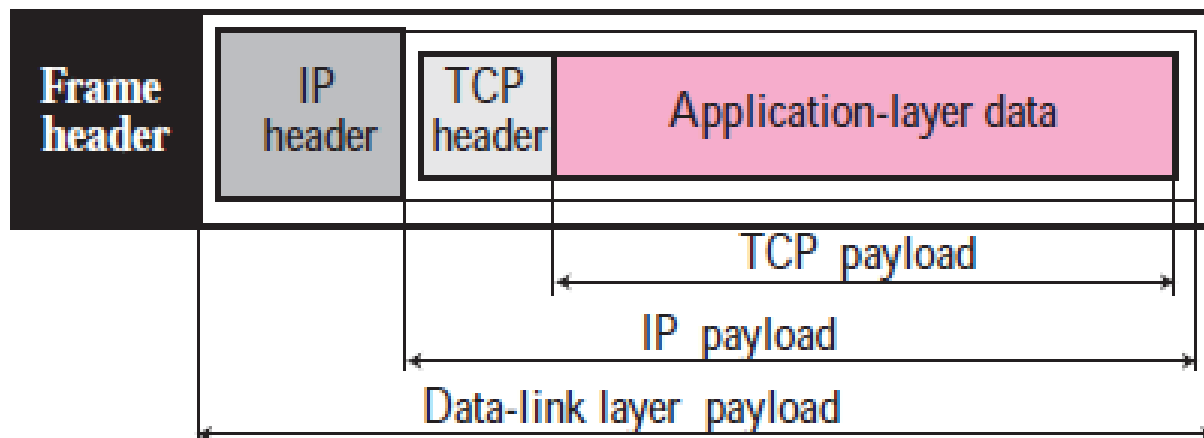 Frame
header
IP
header
TCP
header
Application-layer data
TCP payload
IP payload
Data-link layer payload